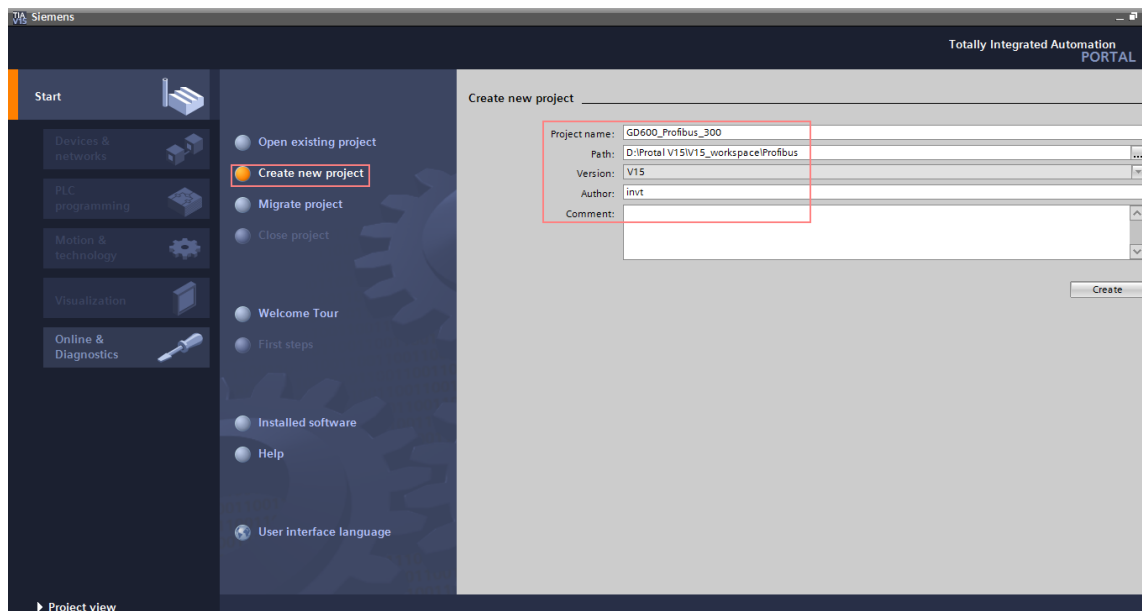 TIA V15 Siemens
Totally Integrated Automation
PORTAL
Start
Devices &
networks
PLC
programming
Motion &
technology
Visualization
Online &
Diagnostics
Open existing project
Create new project
Migrate project
Close project
Welcome Tour
First steps
Installed software
Help
User interface language
Create new project
Project name: GD600_Profibus_300
Path: D:\Protal V15\V15_workspace\Profibus
...
Version: V15
Author: invt
Comment:
Create
Project view